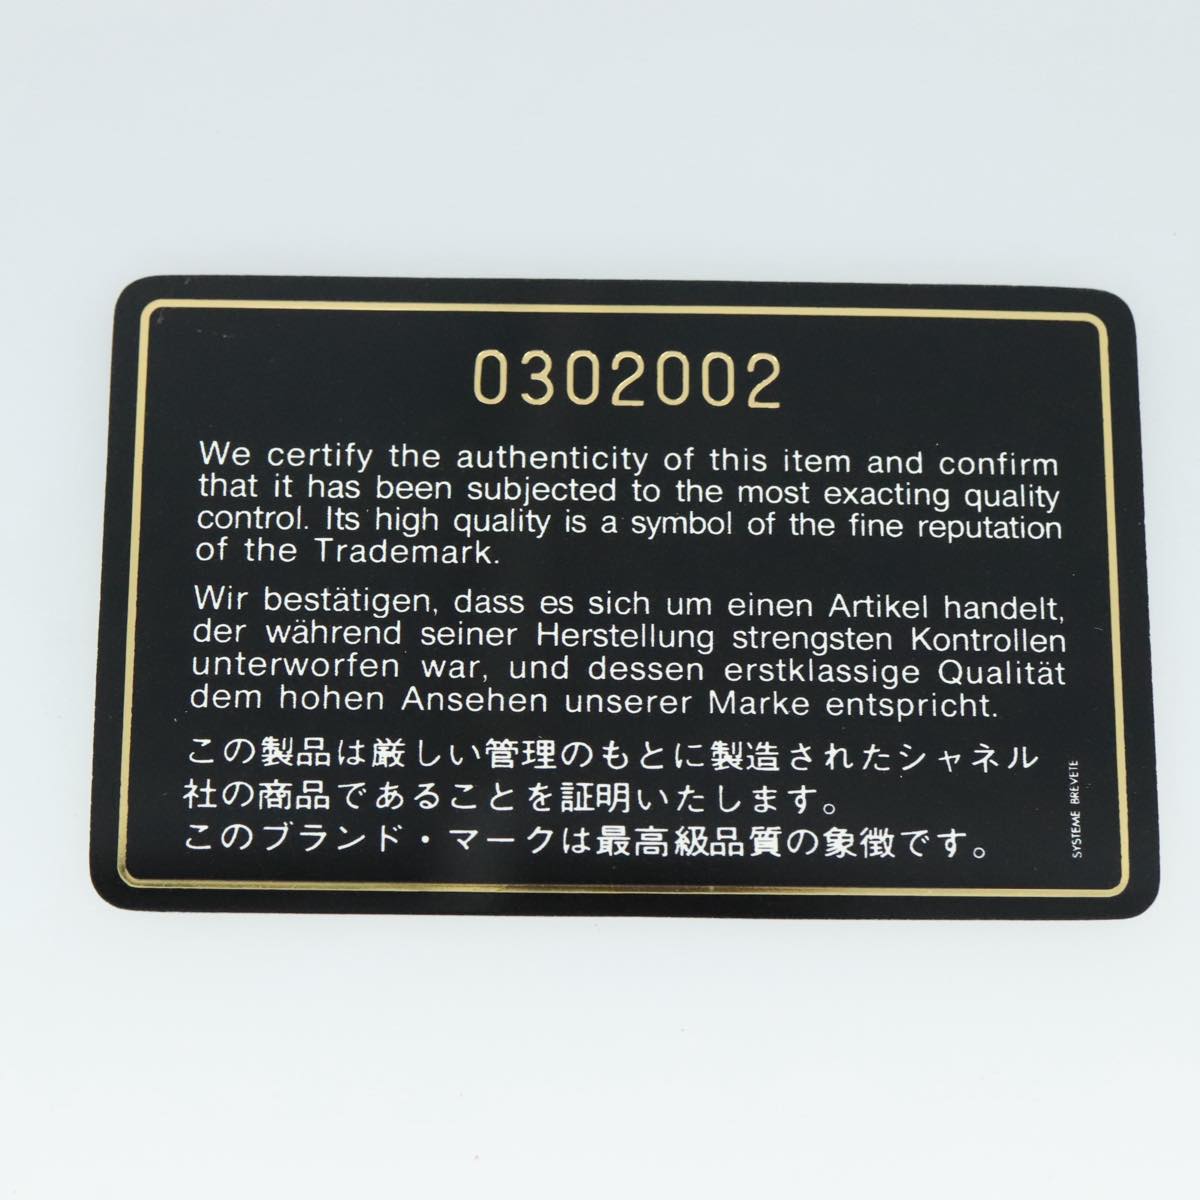 0302002
We certify the authenticity of this item and confirm
that it has been subjected to the most exacting quality
control. Its high quality is a symbol of the fine reputation
of the Trademark.
Wir bestätigen, dass es sich um einen Artikel handelt,
der während seiner Herstellung strengsten Kontrollen
unterworfen war, und dessen erstklassige Qualität
dem hohen Ansehen unserer Marke entspricht.
この製品は厳しい管理のもとに製造されたシャネル
社の商品であることを証明いたします。
このブランド・マークは最高級品質の象徴です。
SYSTEME BREVETE